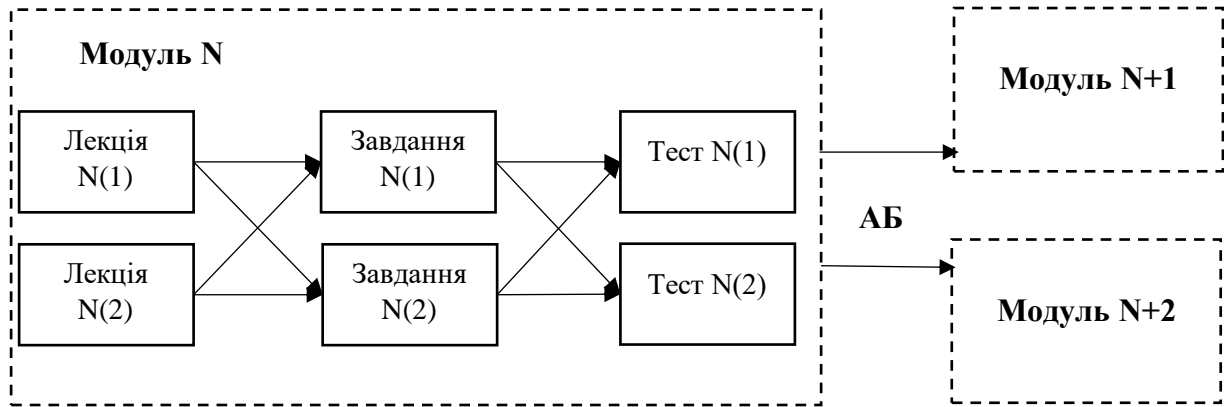 Модуль N
Лекція
N(1)
Завдання
N(1)
Тест N(1)
Лекція
N(2)
Завдання
N(2)
Тест N(2)
АБ
Модуль N+1
Модуль N+2